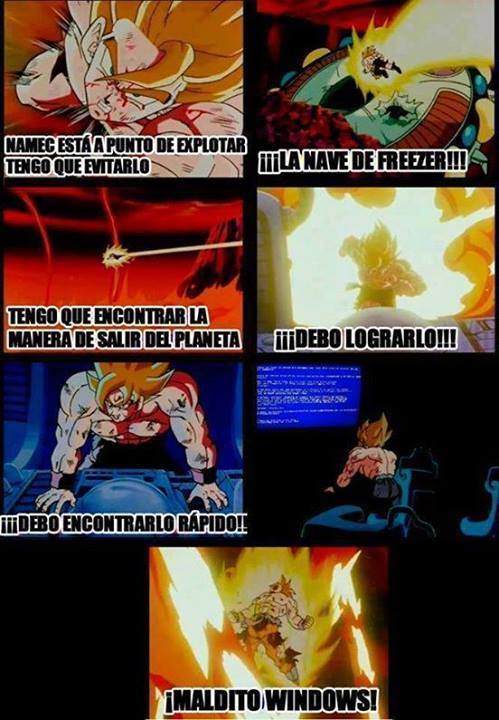 NAMEC ESTÁ A PUNTO DE EXPLOTAR
TENGO QUE EVITARLO
¡¡¡LA NAVE DE FREEZER!!!
TENGO QUE ENCONTRAR LA
MANERA DE SALIR DEL PLANETA
¡¡¡DEBO LOGRARLO!!!
¡¡¡DEBO ENCONTRARLO RÁPIDO!!
¡MALDITO WINDOWS!